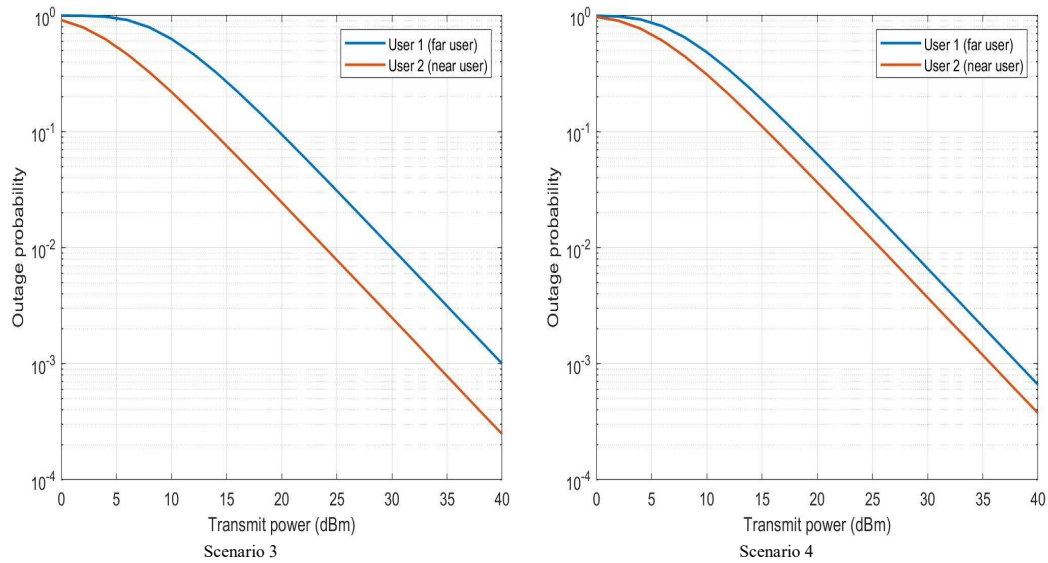 10^0
10^-1
10^-2
10^-3
10^-4
Outage probability
0 5 10 15 20 25 30 35 40
Transmit power (dBm)
User 1 (far user)
User 2 (near user)
Scenario 3
10^0
10^-1
10^-2
10^-3
10^-4
Outage probability
0 5 10 15 20 25 30 35 40
Transmit power (dBm)
User 1 (far user)
User 2 (near user)
Scenario 4